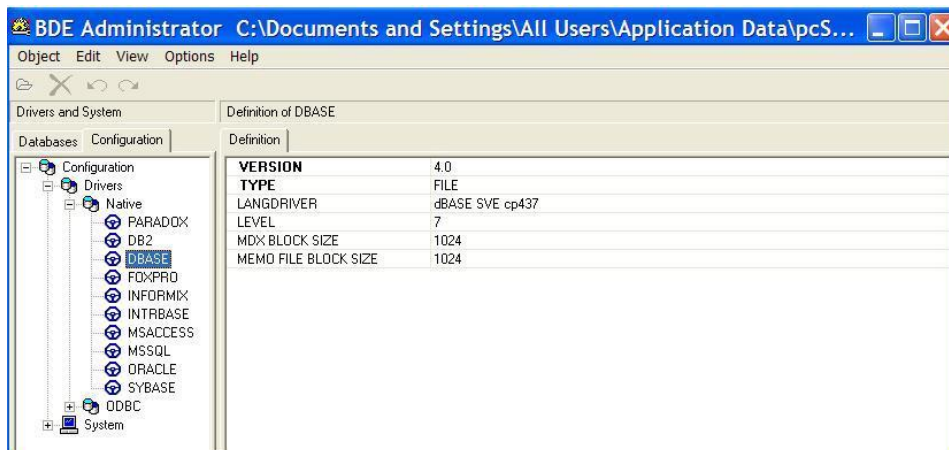 BDE Administrator C:\Documents and Settings\All Users\Application Data\pcS...
Object Edit View Options Help
Drivers and System
Definition of DBASE
Databases Configuration
Definition
Configuration
Drivers
Native
PARADOX
DB2
DBASE
FOXPRO
INFORMIX
INTRBASE
MSACCESS
MSSQL
ORACLE
SYBASE
ODBC
System
VERSION 4.0
TYPE FILE
LANGDRIVER dBASE SVE cp437
LEVEL 7
MDX BLOCK SIZE 1024
MEMO FILE BLOCK SIZE 1024